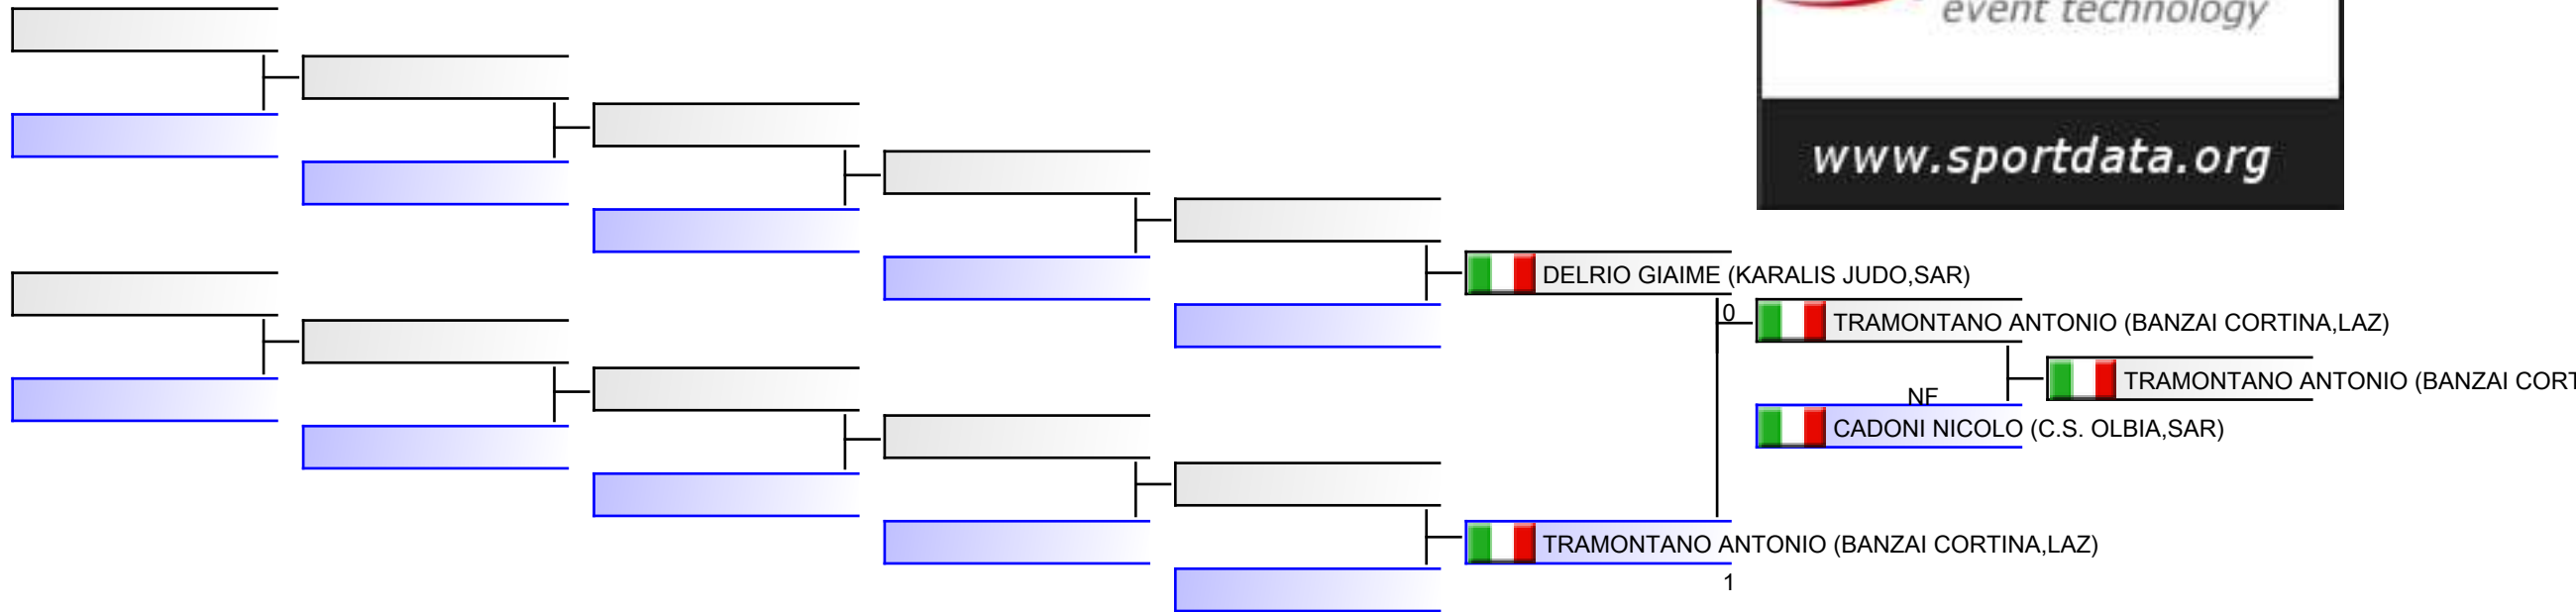 event technology
www.sportdata.org
DELRIO GIAIME (KARALIS JUDO,SAR)
0
TRAMONTANO ANTONIO (BANZAI CORTINA,LAZ)
TRAMONTANO ANTONIO (BANZAI CORT
NF
CADONI NICOLO (C.S. OLBIA,SAR)
TRAMONTANO ANTONIO (BANZAI CORTINA,LAZ)
1